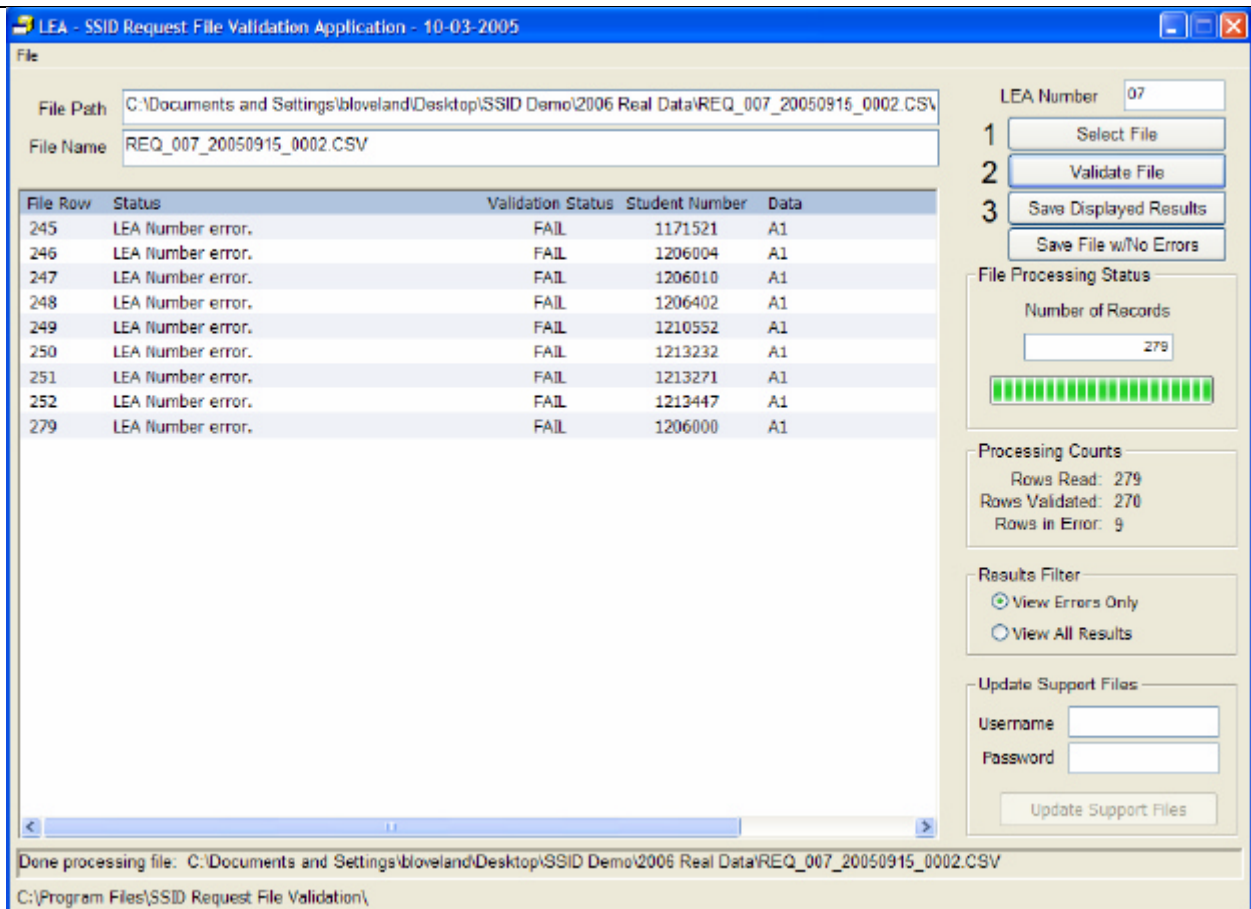 LEA - SSID Request File Validation Application - 10-03-2005
File
File Path C:\Documents and Settings\bloveland\Desktop\SSID Demo\2006 Real Data\REQ_007_20050915_0002.CSV
File Name REQ_007_20050915_0002.CSV
LEA Number 07
1 Select File
2 Validate File
3 Save Displayed Results
Save File w/No Errors
File Row Status Validation Status Student Number Data
245 LEA Number error. FAIL 1171521 A1
246 LEA Number error. FAIL 1206004 A1
247 LEA Number error. FAIL 1206010 A1
248 LEA Number error. FAIL 1206402 A1
249 LEA Number error. FAIL 1210552 A1
250 LEA Number error. FAIL 1213232 A1
251 LEA Number error. FAIL 1213271 A1
252 LEA Number error. FAIL 1213447 A1
279 LEA Number error. FAIL 1206000 A1
File Processing Status
Number of Records
279
Processing Counts
Rows Read: 279
Rows Validated: 270
Rows in Error: 9
Results Filter
View Errors Only
View All Results
Update Support Files
Username
Password
Update Support Files
Done processing file: C:\Documents and Settings\bloveland\Desktop\SSID Demo\2006 Real Data\REQ_007_20050915_0002.CSV
C:\Program Files\SSID Request File Validation\